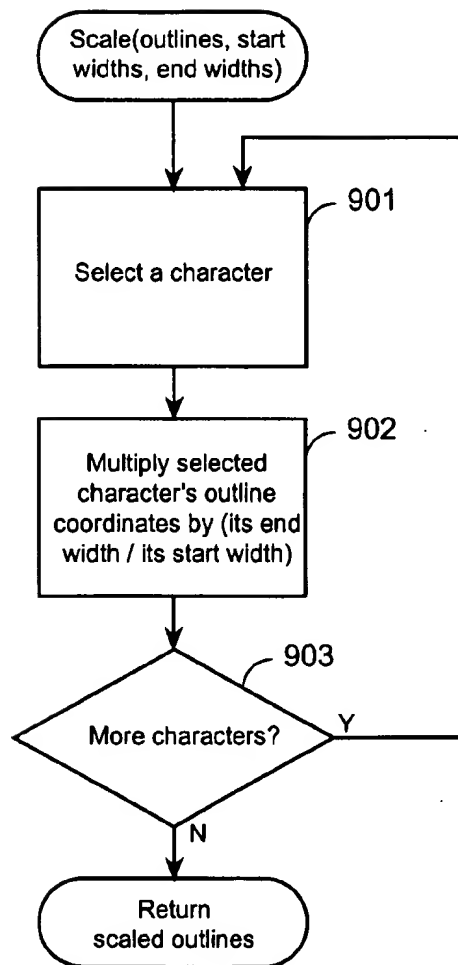 Scale(outlines, start
widths, end widths)
901
Select a character
902
Multiply selected
character's outline
coordinates by (its end
width / its start width)
903
More characters?
Y
N
Return
scaled outlines